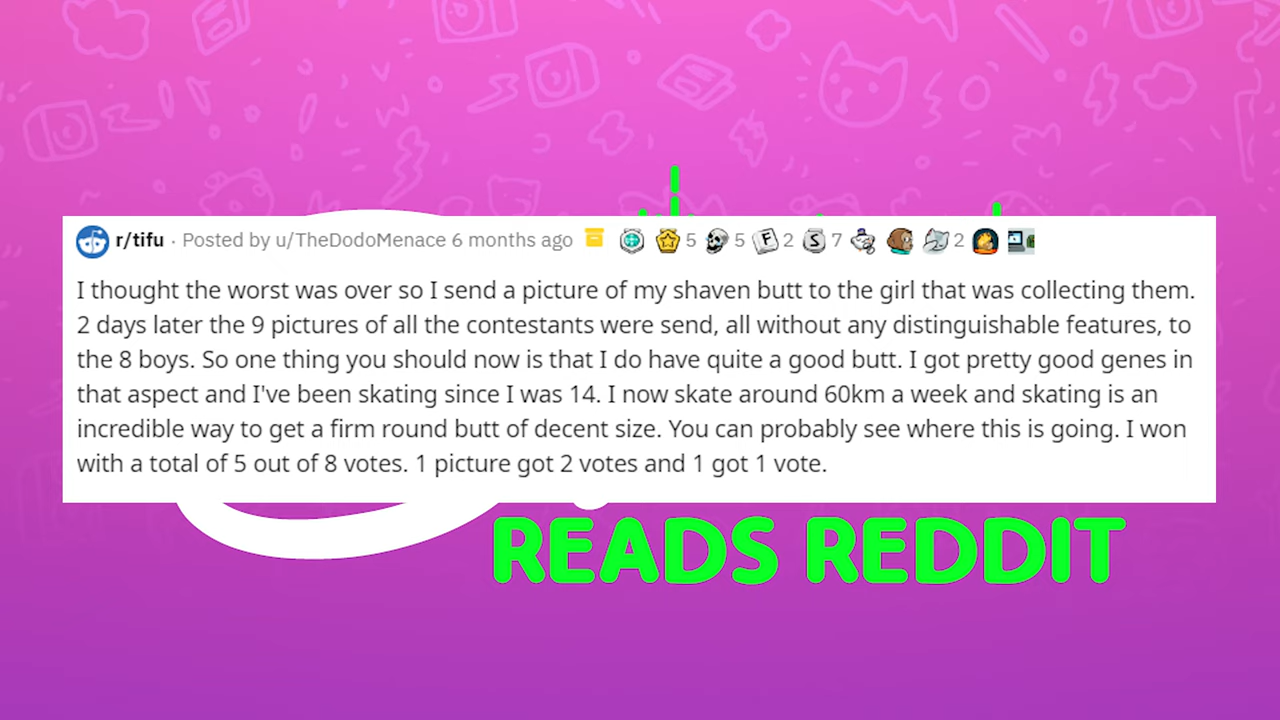 r/tifu · Posted by u/TheDodoMenace 6 months ago 5 5 F 2 S 7 2
I thought the worst was over so I send a picture of my shaven butt to the girl that was collecting them.
2 days later the 9 pictures of all the contestants were send, all without any distinguishable features, to
the 8 boys. So one thing you should now is that I do have quite a good butt. I got pretty good genes in
that aspect and I've been skating since I was 14. I now skate around 60km a week and skating is an
incredible way to get a firm round butt of decent size. You can probably see where this is going. I won
with a total of 5 out of 8 votes. 1 picture got 2 votes and 1 got 1 vote.
READS REDDIT